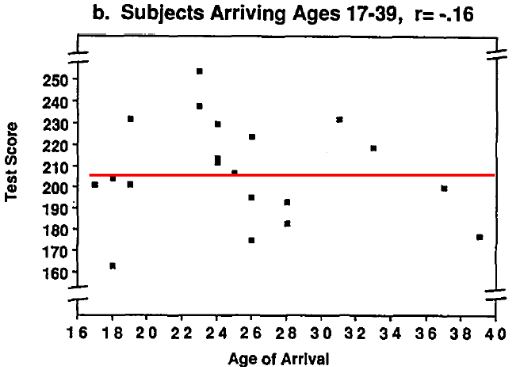 b. Subjects Arriving Ages 17-39, r= -.16
250
240
230
220
210
200
190
180
170
160
Test Score
16 18 20 22 24 26 28 30 32 34 36 38 40
Age of Arrival